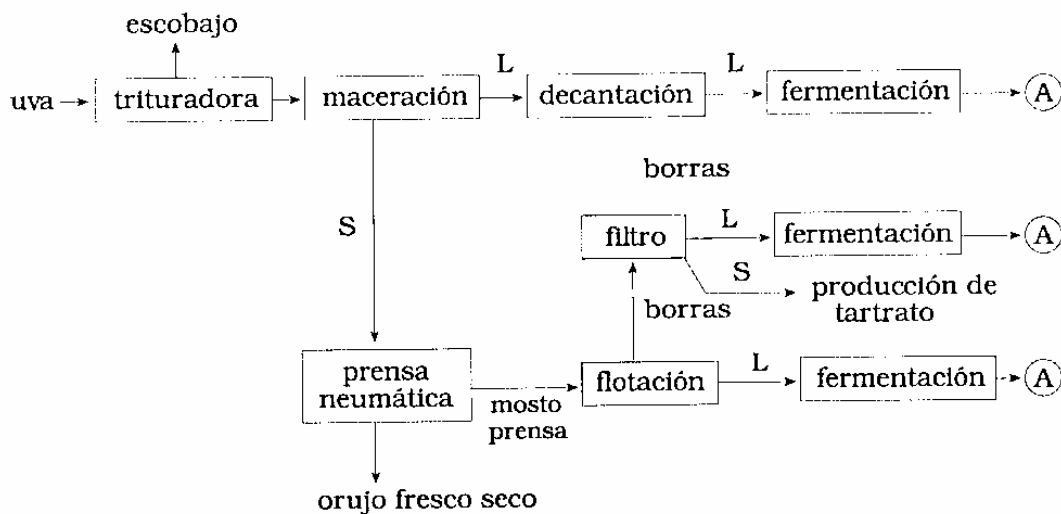 escobajo
uva
trituradora
maceración
L
decantación
L
fermentación
A
borras
S
filtro
L
fermentación
A
S
producción de
tartrato
borras
prensa
neumática
mosto
prensa
flotación
L
fermentación
A
orujo fresco seco